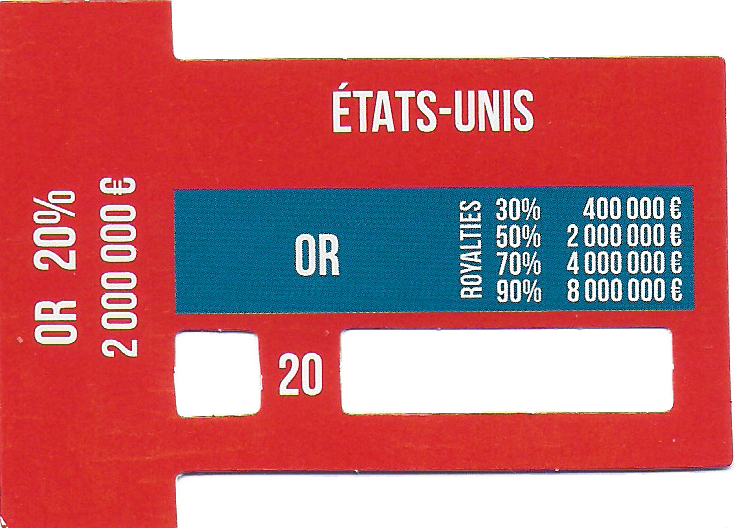 ÉTATS-UNIS
OR 20%
2 000 000 €
OR
ROYALTIES
30% 400 000 €
50% 2 000 000 €
70% 4 000 000 €
90% 8 000 000 €
20